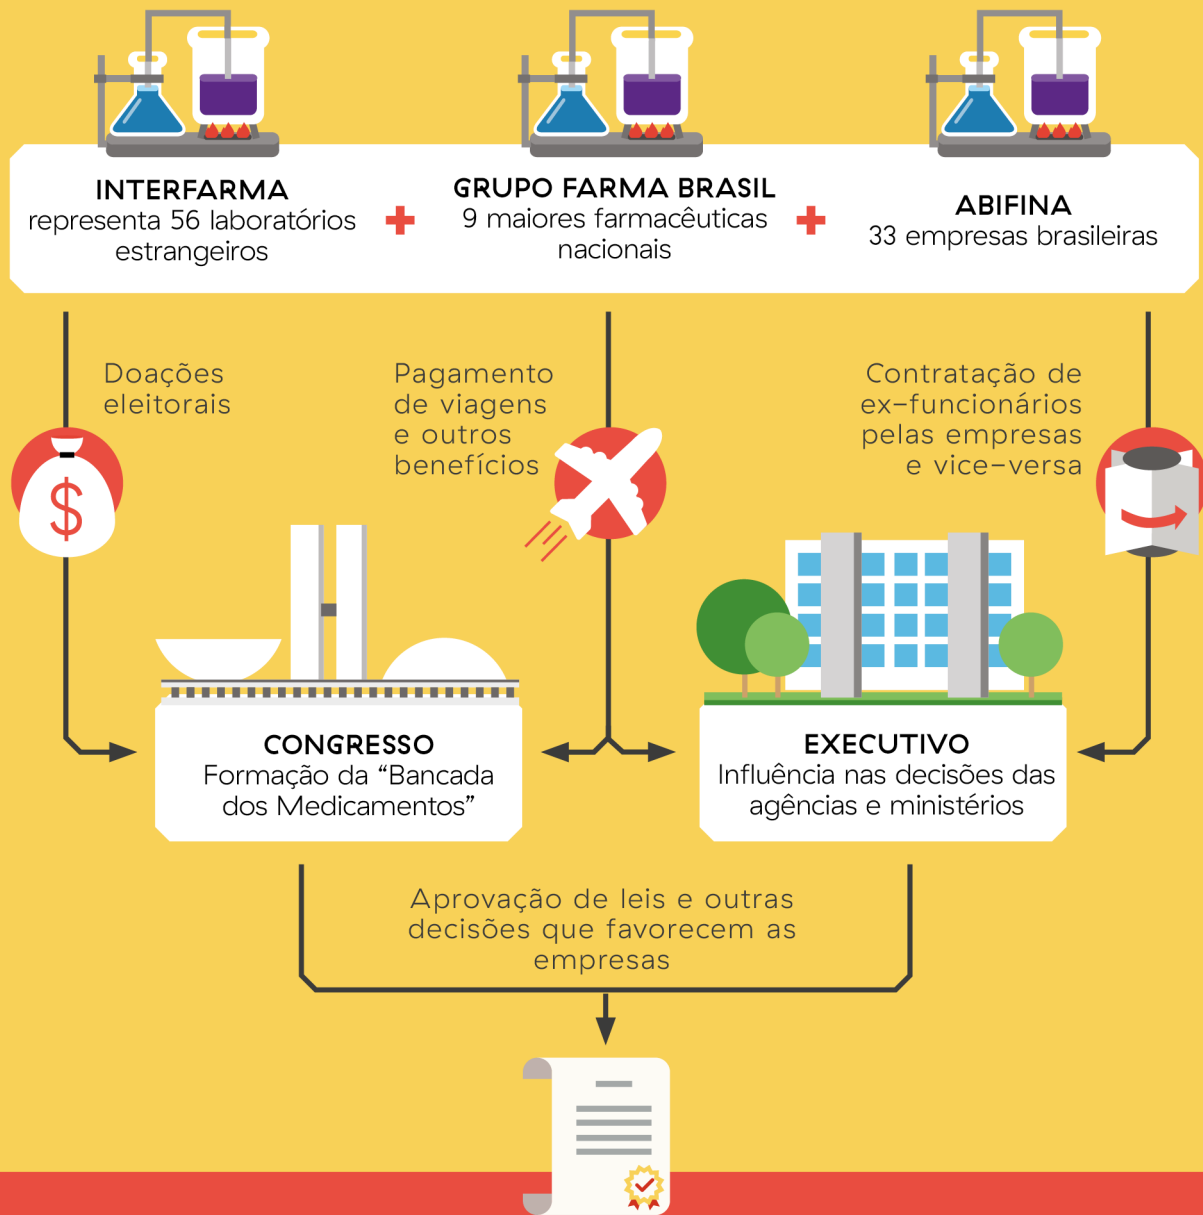 INTERFARMA
representa 56 laboratórios
estrangeiros
GRUPO FARMA BRASIL
9 maiores farmacêuticas
nacionais
ABIFINA
33 empresas brasileiras
Doações
eleitorais
Pagamento
de viagens
e outros
benefícios
Contratação de
ex-funcionários
pelas empresas
e vice-versa
$
CONGRESSO
Formação da “Bancada
dos Medicamentos”
EXECUTIVO
Influência nas decisões das
agências e ministérios
Aprovação de leis e outras
decisões que favorecem as
empresas